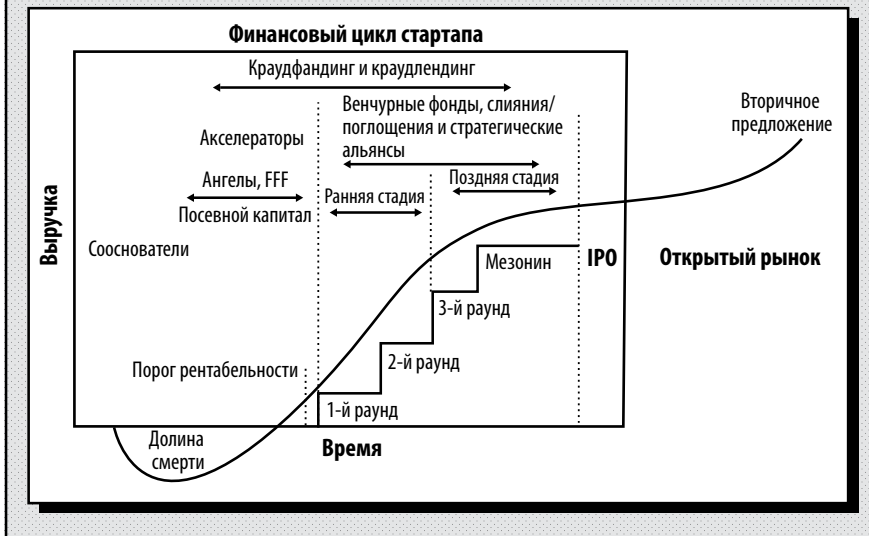 Финансовый цикл стартапа
Краудфандинг и краудлендинг
Венчурные фонды, слияния/
поглощения и стратегические
альянсы
Акселераторы
Вторичное
предложение
Ангелы, FFF
Посевной капитал
Ранняя стадия
Поздняя стадия
Выручка
Сооснователи
Мезонин
IPO
Открытый рынок
3-й раунд
2-й раунд
Порог рентабельности
1-й раунд
Долина
смерти
Время